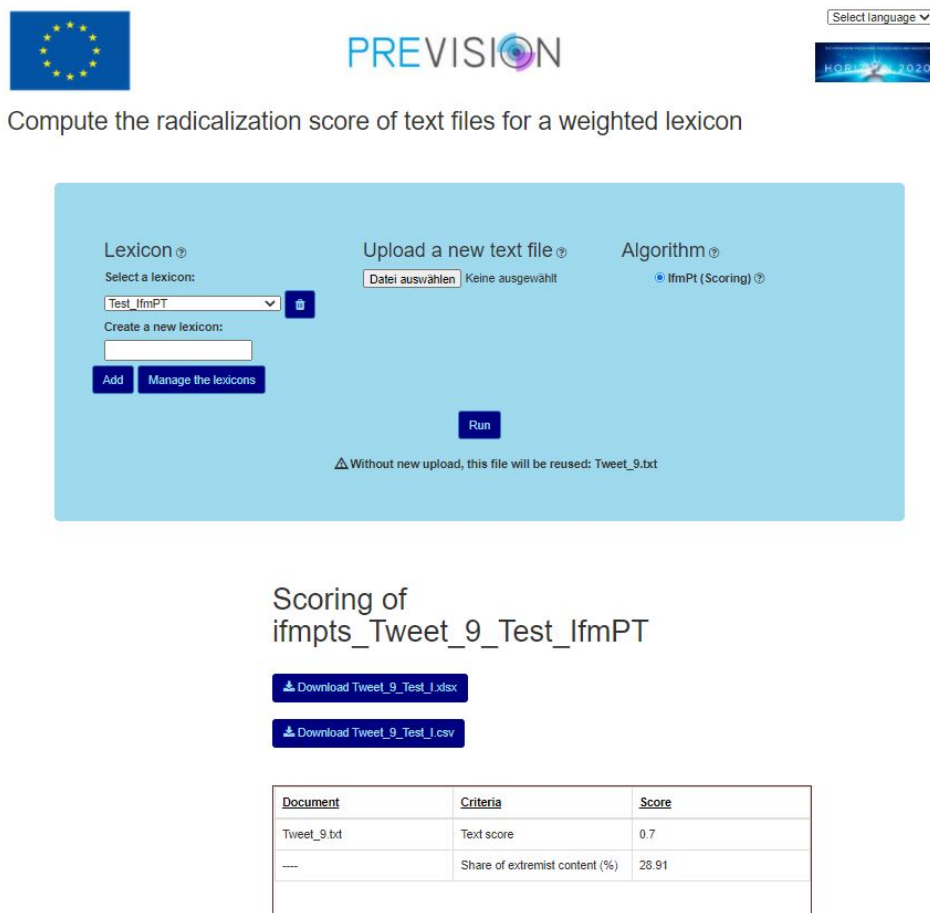 Select language
PREVISION
HORIZON 2020
Compute the radicalization score of text files for a weighted lexicon
Lexicon
Upload a new text file
Algorithm
Select a lexicon:
Datei auswählen Keine ausgewählt
IfmPt (Scoring)
Test_IfmPT
Create a new lexicon:
Add
Manage the lexicons
Run
Without new upload, this file will be reused: Tweet_9.txt
Scoring of
ifmpts_Tweet_9_Test_IfmPT
Download Tweet_9_Test_I.xlsx
Download Tweet_9_Test_I.csv
Document Criteria Score
Tweet_9.txt Text score 0.7
---- Share of extremist content (%) 28.91